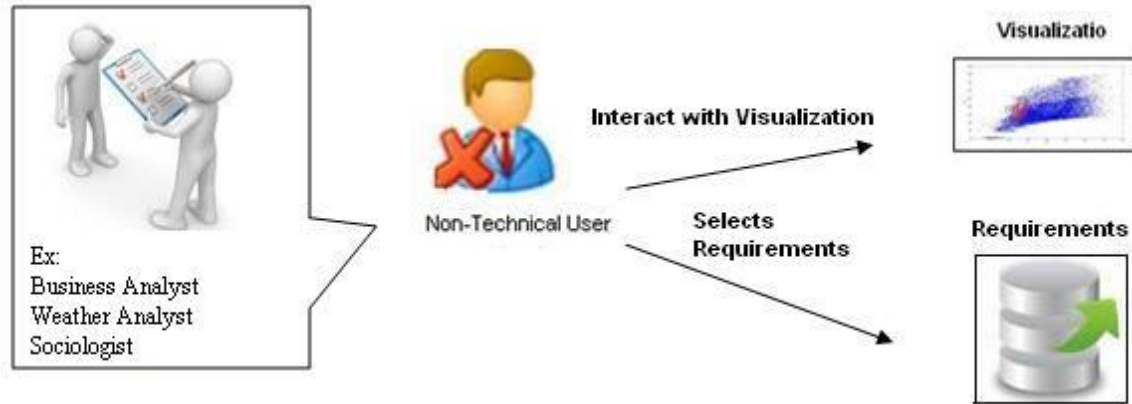 Visualizatio
Interact with Visualization
Non-Technical User
Selects
Requirements
Requirements
Ex:
Business Analyst
Weather Analyst
Sociologist